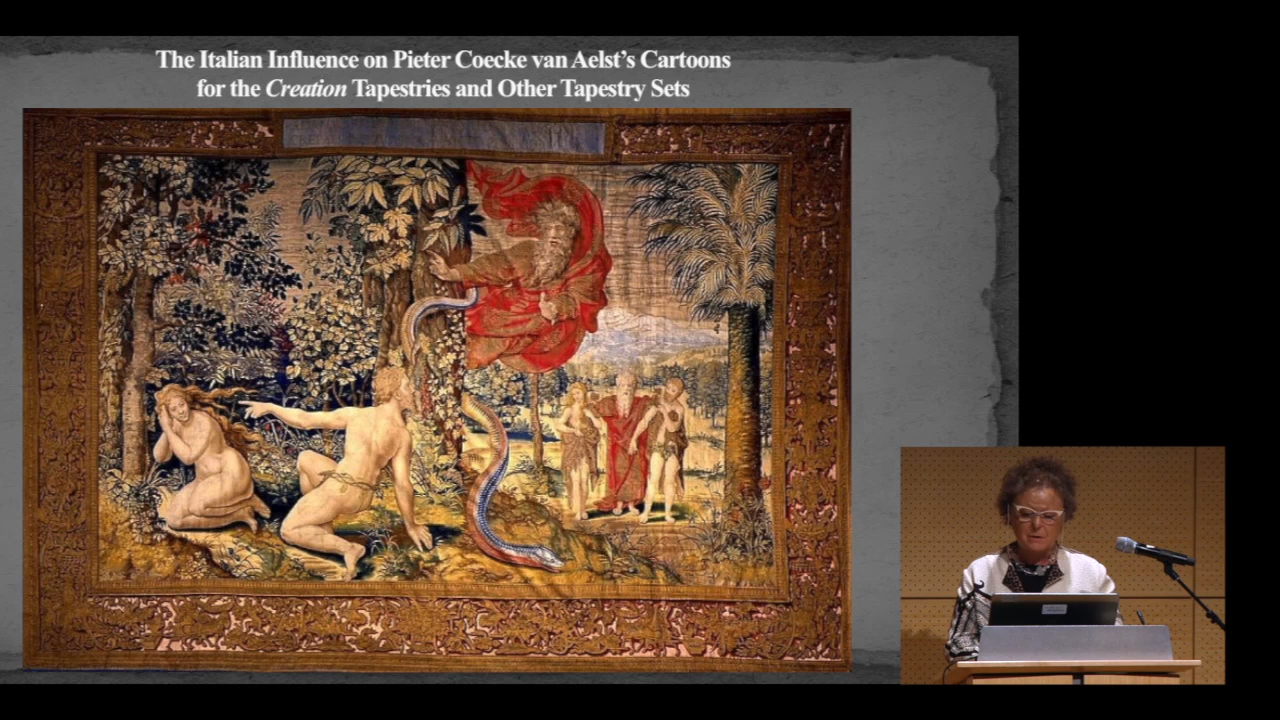 The Italian Influence on Pieter Coecke van Aelst's Cartoons
for the Creation Tapestries and Other Tapestry Sets